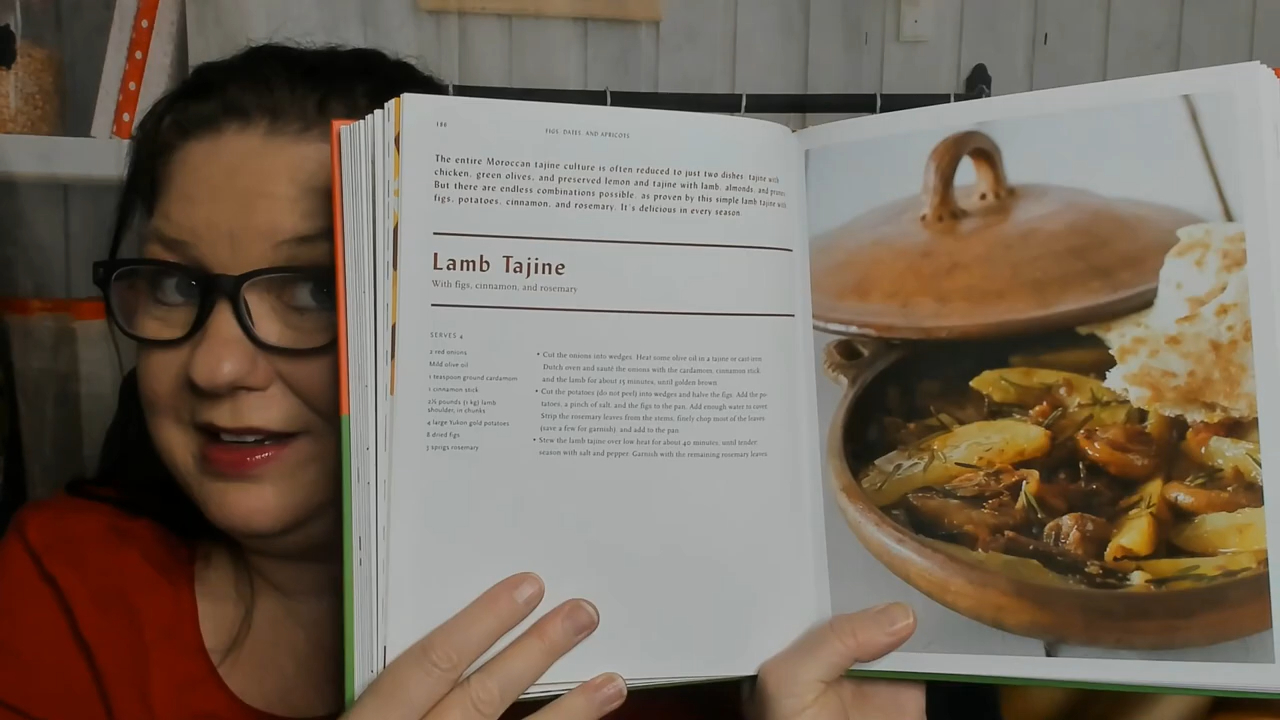 180
FIGS, DATES, AND APRICOTS
The entire Moroccan tajine culture is often reduced to just two dishes: tajine with
chicken, green olives, and preserved lemon and tajine with lamb, almonds, and prunes.
But there are endless combinations possible, as proven by this simple lamb tajine with
figs, potatoes, cinnamon, and rosemary. It's delicious in every season.
Lamb Tajine
With figs, cinnamon, and rosemary
SERVES 4
2 red onions
Mild olive oil
1 teaspoon ground cardamom
1 cinnamon stick
2¼ pounds (1 kg) lamb
shoulder, in chunks
4 large Yukon gold potatoes
8 dried figs
3 sprigs rosemary
• Cut the onions into wedges. Heat some olive oil in a tajine or cast-iron
Dutch oven and sauté the onions with the cardamom, cinnamon stick,
and the lamb for about 15 minutes, until golden brown.
• Cut the potatoes (do not peel) into wedges and halve the figs. Add the po-
tatoes, a pinch of salt, and the figs to the pan. Add enough water to cover.
Strip the rosemary leaves from the stems, finely chop most of the leaves
(save a few for garnish), and add to the pan.
• Stew the lamb tajine over low heat for about 40 minutes, until tender;
season with salt and pepper. Garnish with the remaining rosemary leaves.